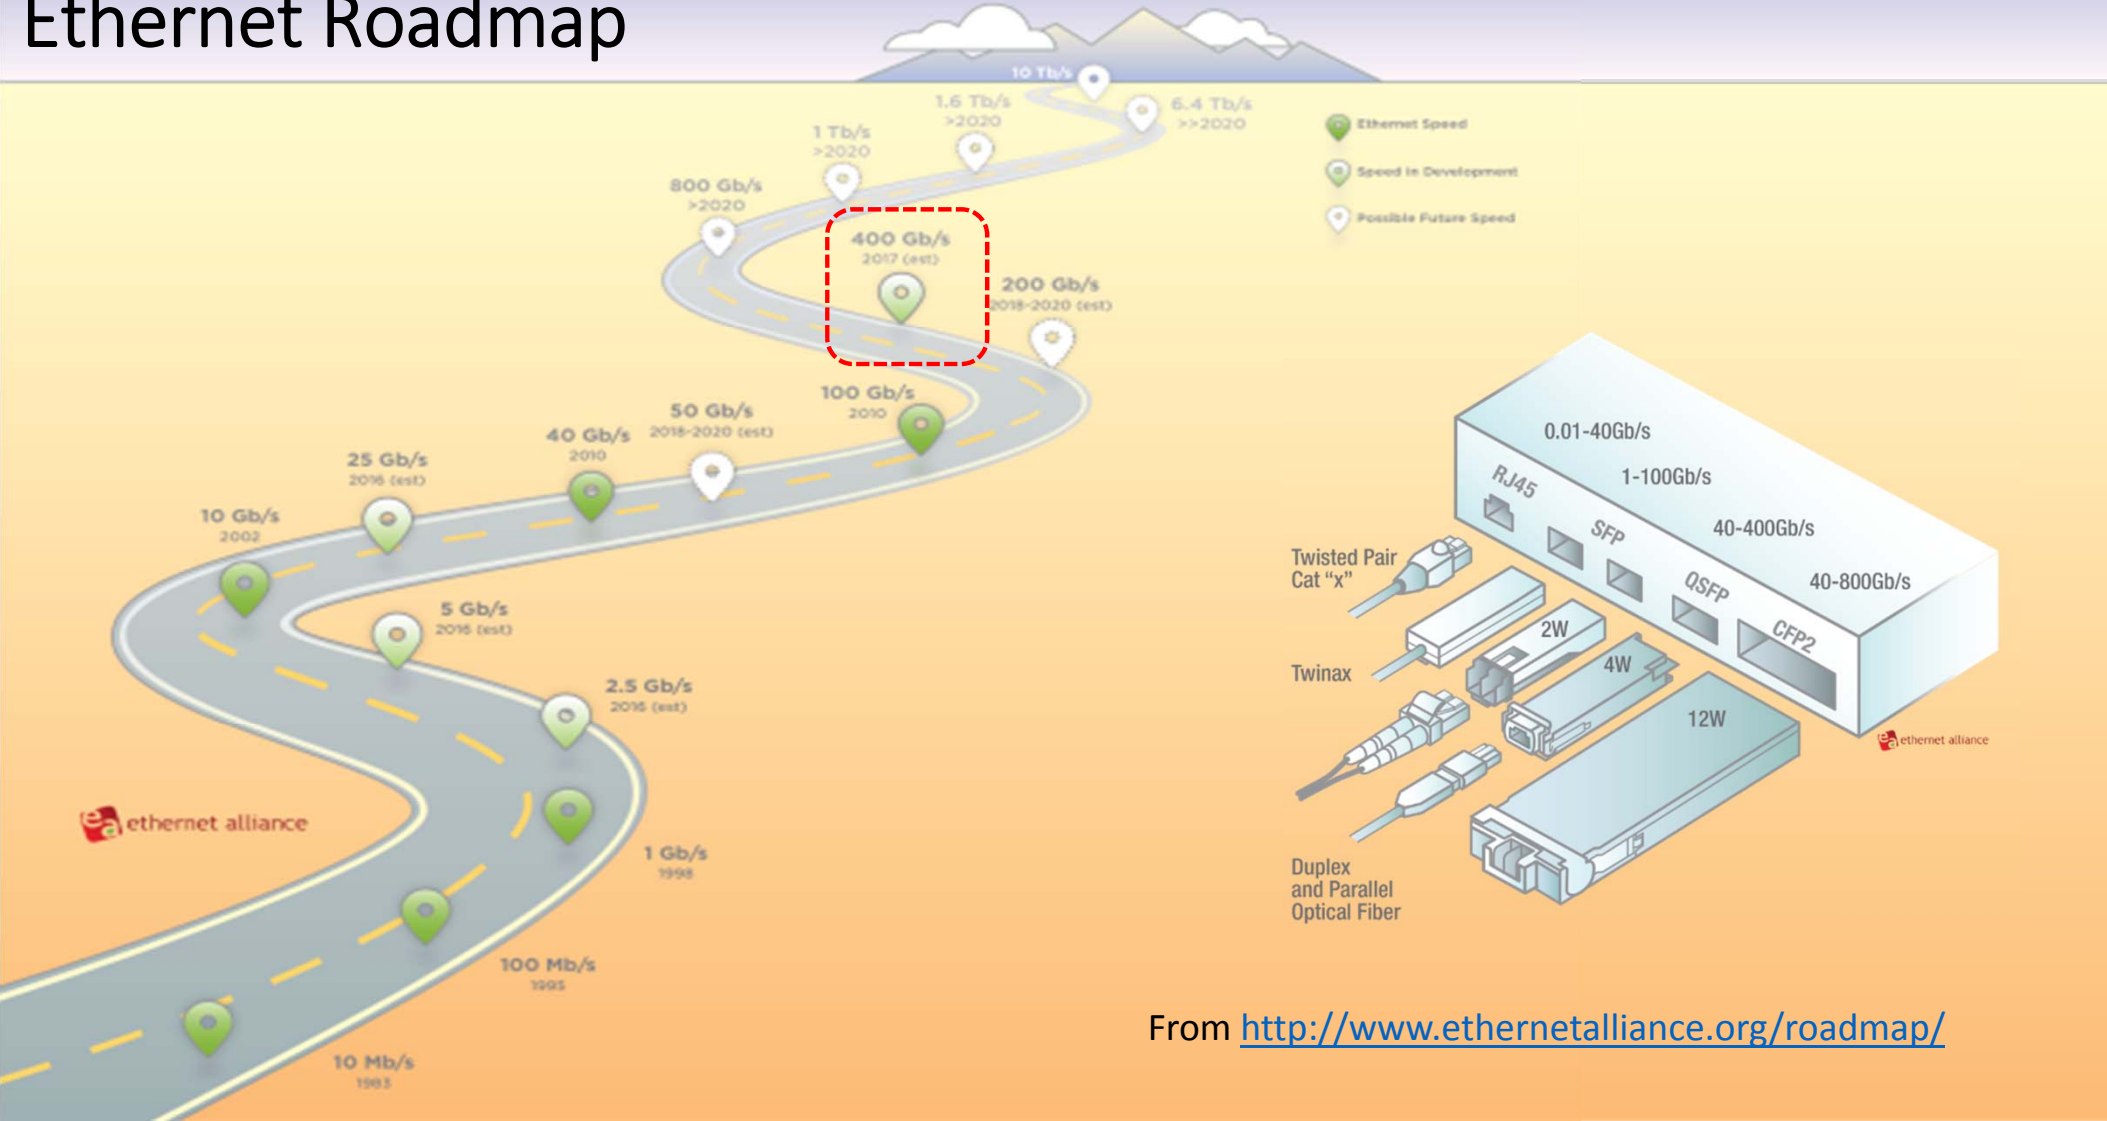 Ethernet Roadmap
10 Tb/s
1.6 Tb/s
>2020
6.4 Tb/s
>>2020
1 Tb/s
>2020
800 Gb/s
>2020
400 Gb/s
2017 (est)
200 Gb/s
2018-2020 (est)
100 Gb/s
2010
50 Gb/s
2018-2020 (est)
40 Gb/s
2010
25 Gb/s
2016 (est)
10 Gb/s
2002
5 Gb/s
2016 (est)
2.5 Gb/s
2016 (est)
1 Gb/s
1998
100 Mb/s
1995
10 Mb/s
1983
ea ethernet alliance
Ethernet Speed
Speed in Development
Possible Future Speed
0.01-40Gb/s
1-100Gb/s
40-400Gb/s
40-800Gb/s
RJ45
SFP
QSFP
CFP2
Twisted Pair
Cat “x”
Twinax
2W
4W
12W
Duplex
and Parallel
Optical Fiber
ea ethernet alliance
From http://www.ethernetalliance.org/roadmap/